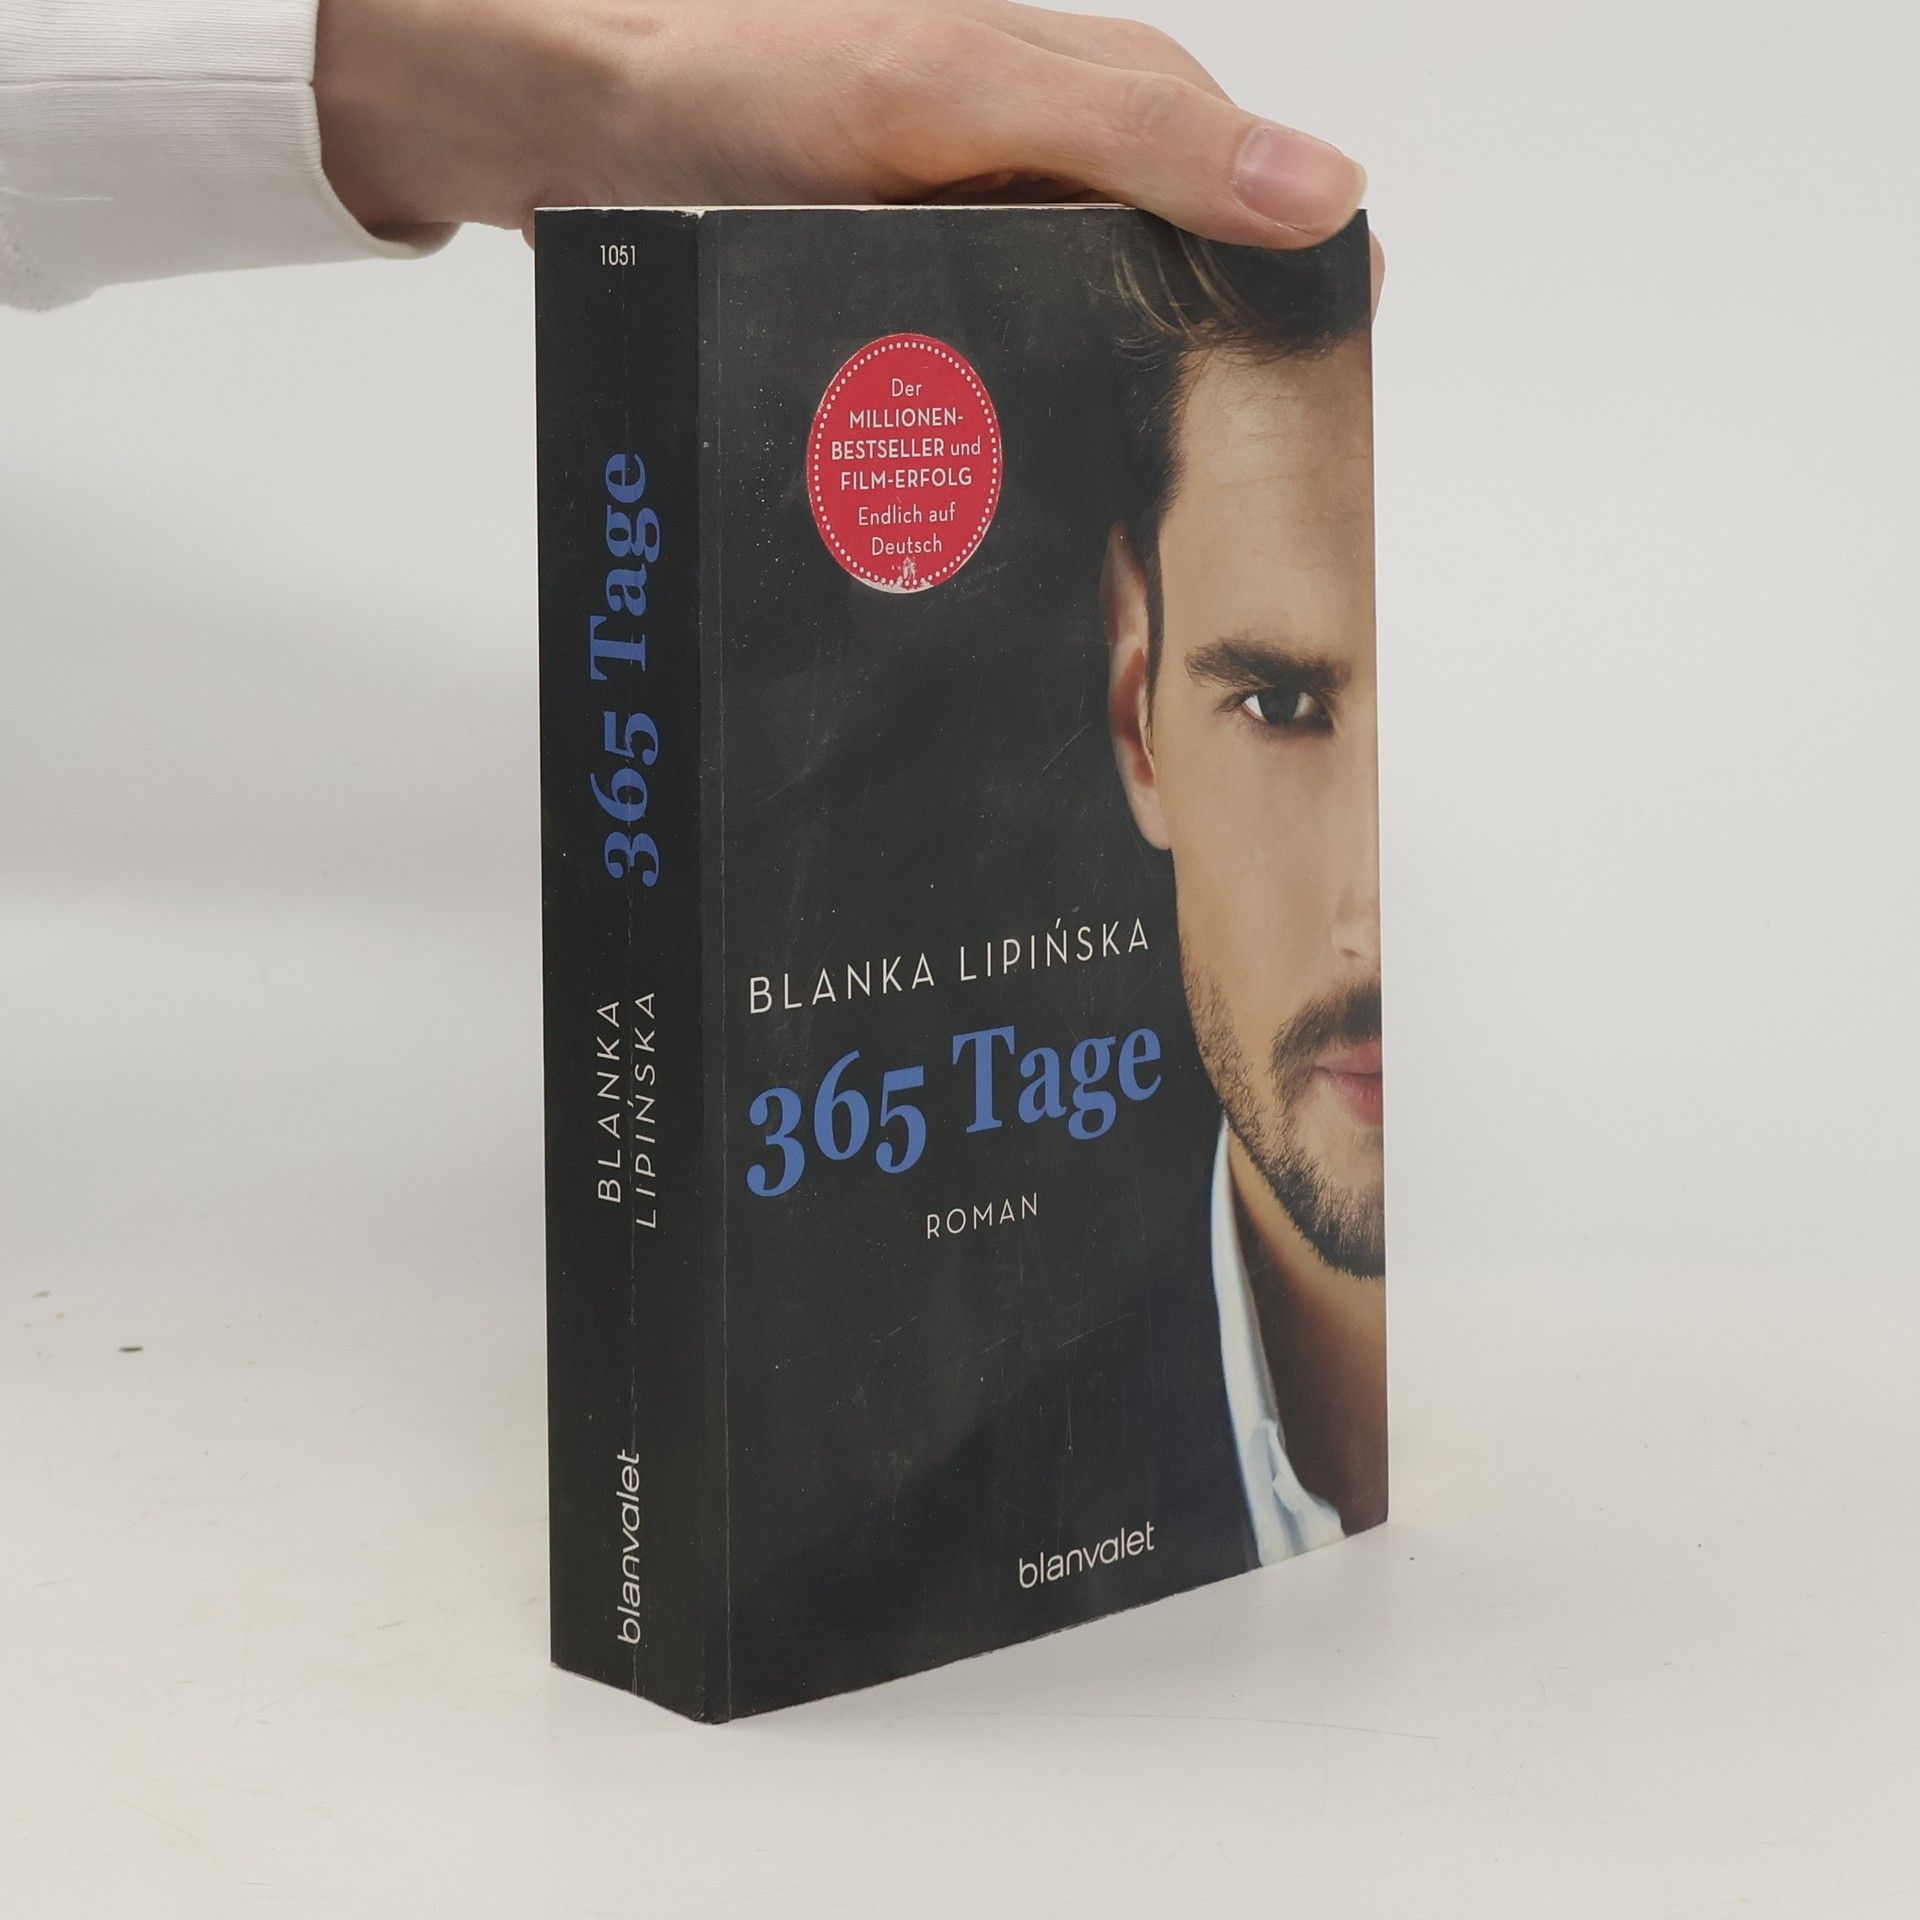 1051
365 Tage
BLANKA
LIPIŃSKA
blanvalet
Der
MILLIONEN-
BESTSELLER und
FILM-ERFOLG
Endlich auf
Deutsch
BLANKA LIPIŃSKA
365 Tage
ROMAN
blanvalet